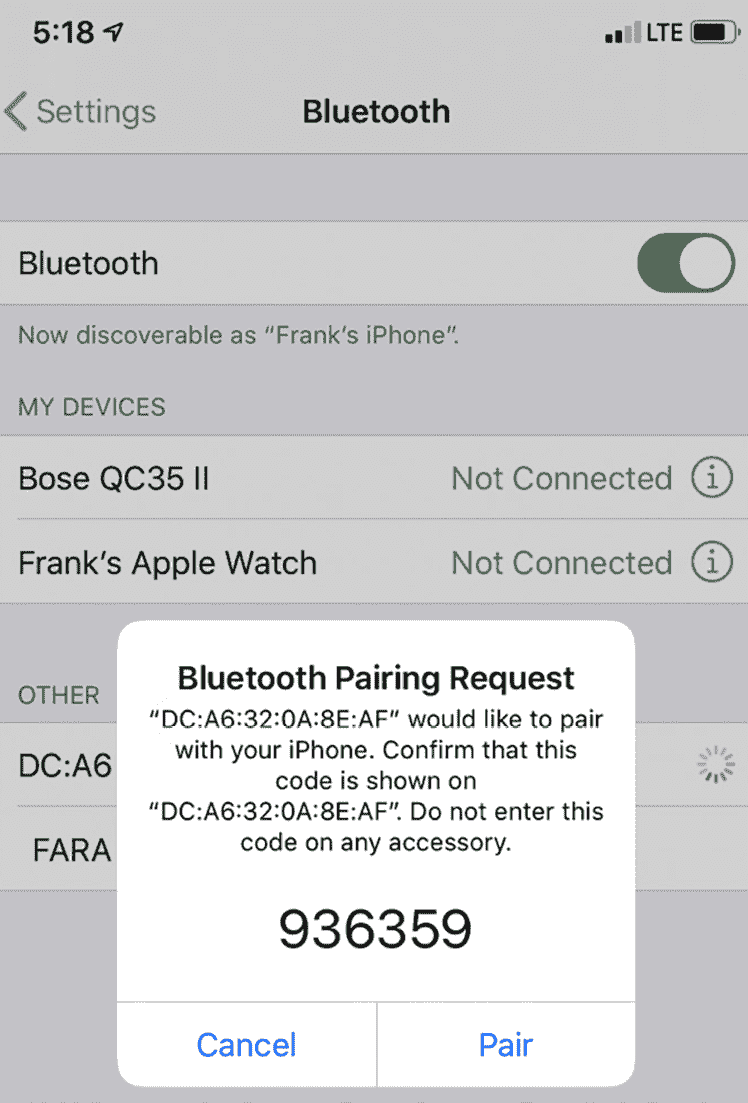 5:18 LTE
Settings Bluetooth
Bluetooth
Now discoverable as “Frank’s iPhone”.
MY DEVICES
Bose QC35 II Not Connected
Frank’s Apple Watch Not Connected
OTHER
DC:A6
FARA
Bluetooth Pairing Request
“DC:A6:32:0A:8E:AF” would like to pair
with your iPhone. Confirm that this
code is shown on
“DC:A6:32:0A:8E:AF”. Do not enter this
code on any accessory.
936359
Cancel Pair